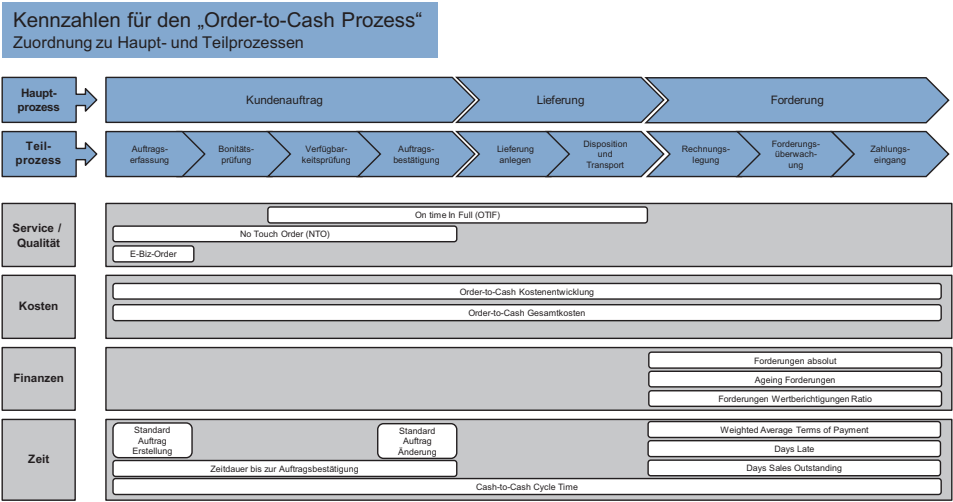 Kennzahlen für den „Order-to-Cash Prozess“
Zuordnung zu Haupt- und Teilprozessen
Haupt-
prozess
Kundenauftrag
Lieferung
Forderung
Teil-
prozess
Auftrags-
erfassung
Bonitäts-
prüfung
Verfügbar-
keitsprüfung
Auftrags-
bestätigung
Lieferung
anlegen
Disposition
und
Transport
Rechnungs-
legung
Forderungs-
überwach-
ung
Zahlungs-
eingang
Service /
Qualität
On time In Full (OTIF)
No Touch Order (NTO)
E-Biz-Order
Kosten
Order-to-Cash Kostenentwicklung
Order-to-Cash Gesamtkosten
Finanzen
Forderungen absolut
Ageing Forderungen
Forderungen Wertberichtigungen Ratio
Zeit
Standard
Auftrag
Erstellung
Standard
Auftrag
Änderung
Weighted Average Terms of Payment
Days Late
Zeitdauer bis zur Auftragsbestätigung
Days Sales Outstanding
Cash-to-Cash Cycle Time